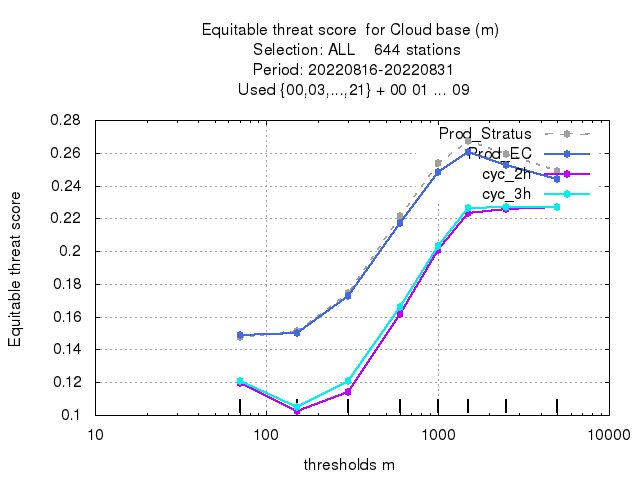 Equitable threat score  for Cloud base (m)
Selection: ALL    644 stations
Period: 20220816-20220831
Used {00,03,...,21} + 00 01 ... 09
Equitable threat score
0.28
0.26
0.24
0.22
0.2
0.18
0.16
0.14
0.12
0.1
Prod_Stratus
Prod_EC
cyc_2h
cyc_3h
10
100
1000
10000
thresholds m